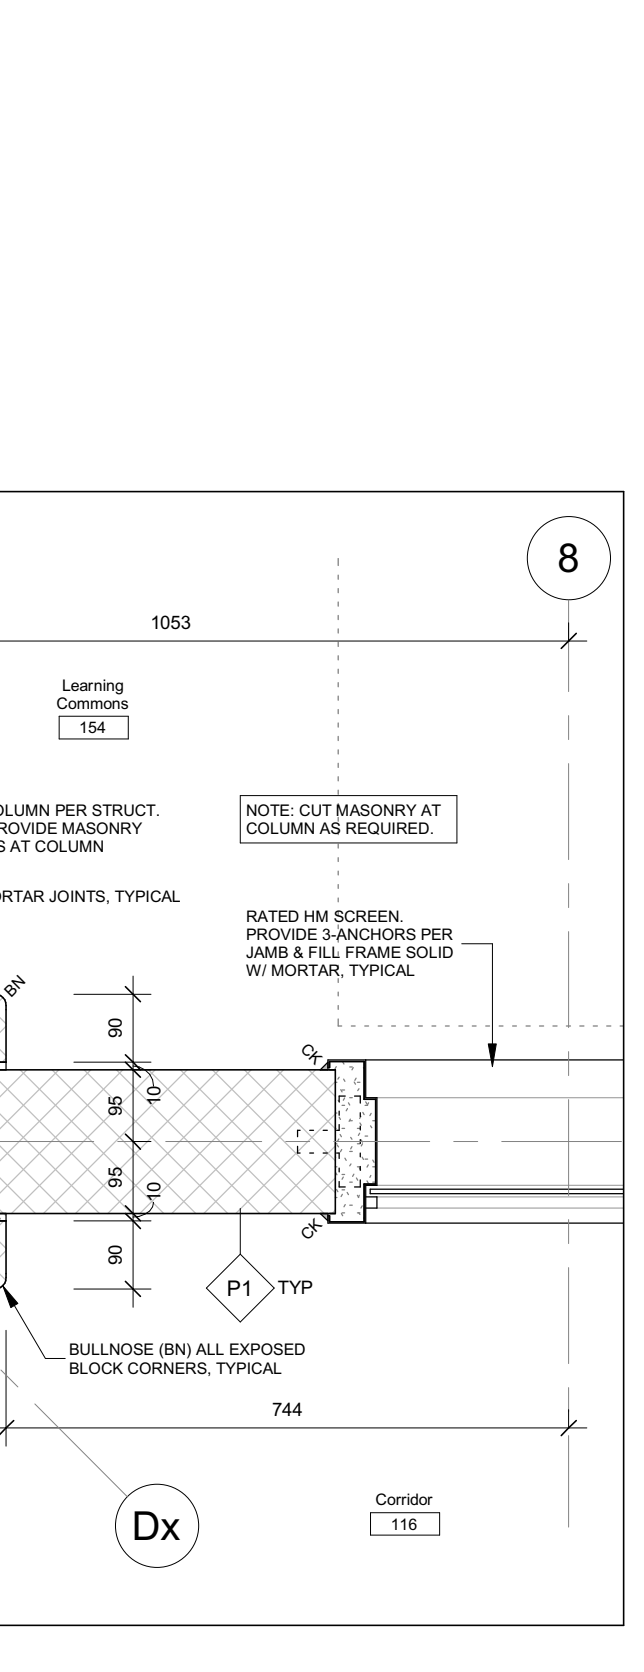 8
1053
Learning
Commons
154
OLUMN PER STRUCT.
ROVIDE MASONRY
S AT COLUMN
NOTE: CUT MASONRY AT
COLUMN AS REQUIRED.
ORTAR JOINTS, TYPICAL
RATED HM SCREEN.
PROVIDE 3-ANCHORS PER
JAMB & FILL FRAME SOLID
W/ MORTAR, TYPICAL
BN
90
CK
95
10
95
10
90
CK
P1 TYP
BULLNOSE (BN) ALL EXPOSED
BLOCK CORNERS, TYPICAL
744
Dx
Corridor
116